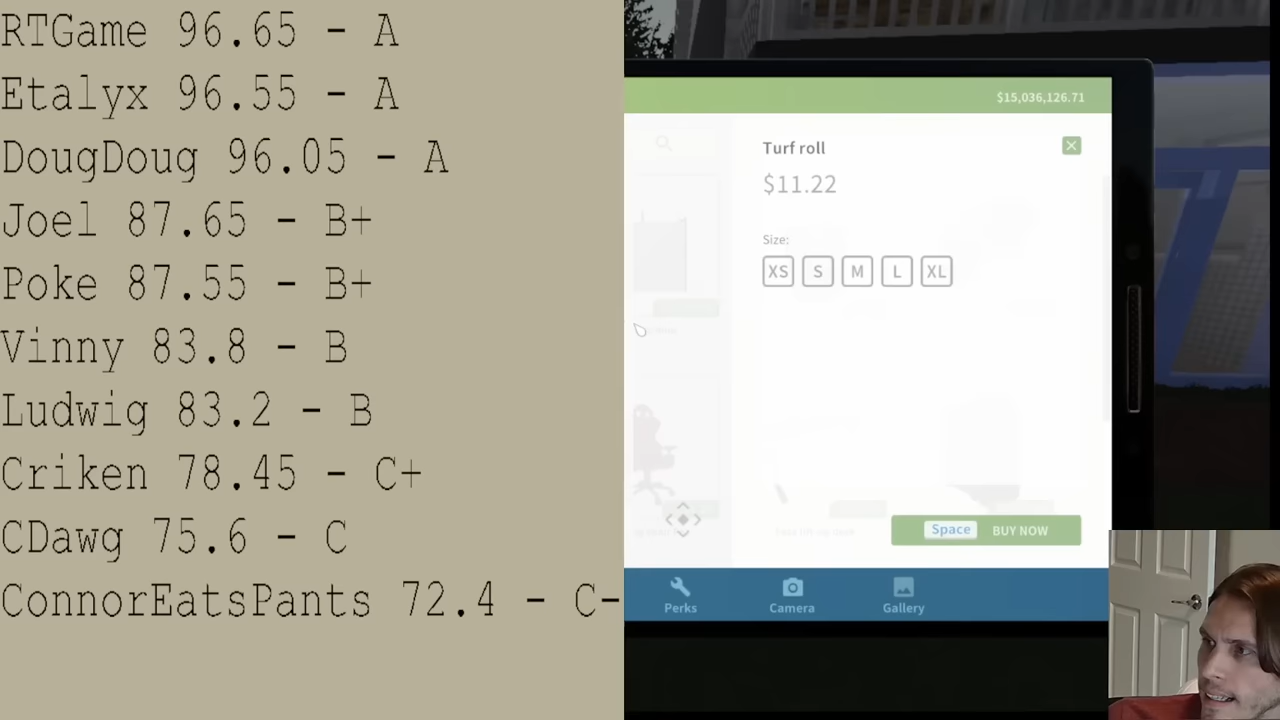 RTGame 96.65 - A
Etalyx 96.55 - A
DougDoug 96.05 - A
Joel 87.65 - B+
Poke 87.55 - B+
Vinny 83.8 - B
Ludwig 83.2 - B
Criken 78.45 - C+
CDawg 75.6 - C
ConnorEatsPants 72.4 - C-
$15,036,126.71
Turf roll
$11.22
Size:
XS S M L XL
Space BUY NOW
Perks Camera Gallery